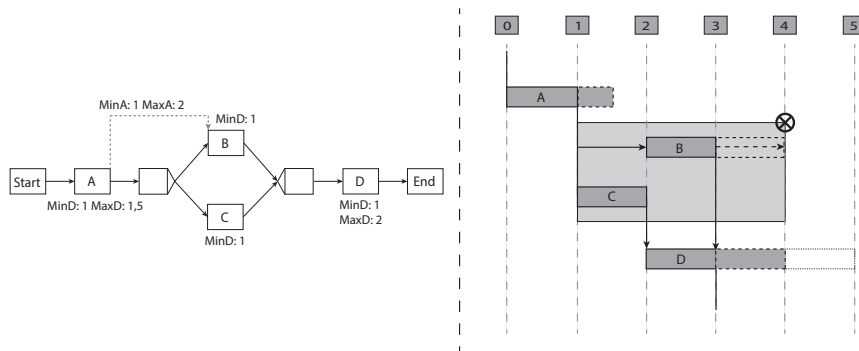 MinA: 1 MaxA: 2
MinD: 1
B
Start
A
D
End
MinD: 1 MaxD: 1,5
C
MinD: 1
MinD: 1
MaxD: 2
0 1 2 3 4 5
A
B
C
D